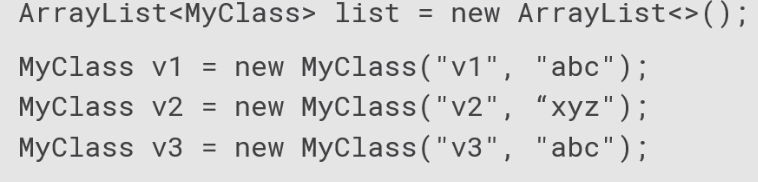 ArrayList<MyClass> list = new ArrayList<>();
MyClass v1 = new MyClass("v1", "abc");
MyClass v2 = new MyClass("v2", “xyz");
MyClass v3 = new MyClass("v3", "abc");